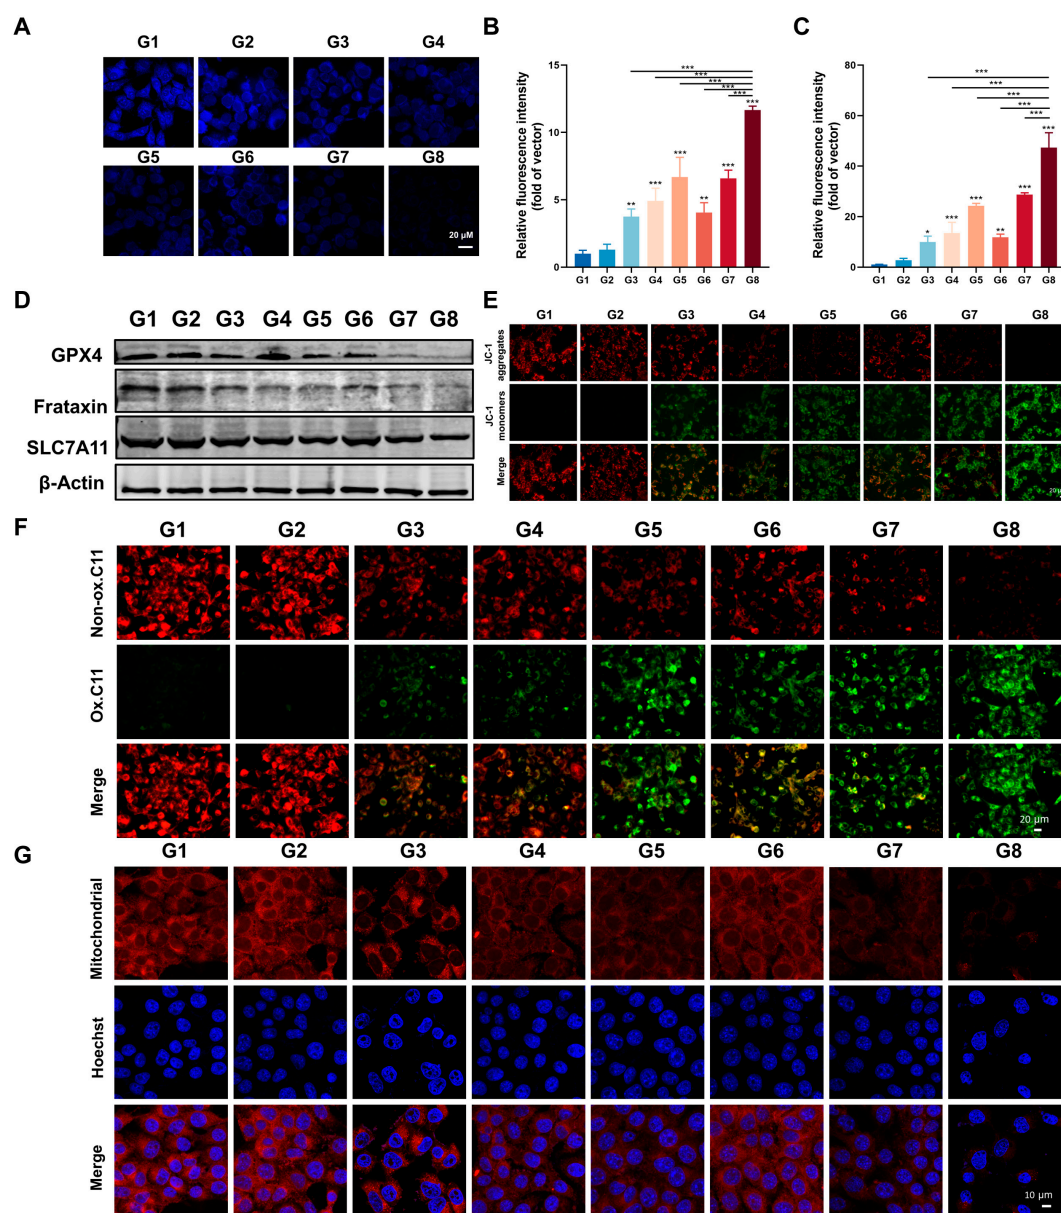 A
G1 G2 G3 G4
G5 G6 G7 G8
20 μM
B
Relative fluorescence intensity
(fold of vector)
15
10
5
0
*** 
***
***
***
***
** *** *** ** *** ***
G1 G2 G3 G4 G5 G6 G7 G8
C
Relative fluorescence intensity
(fold of vector)
80
60
40
20
0
***
***
***
***
***
* *** *** ** *** ***
G1 G2 G3 G4 G5 G6 G7 G8
D
G1 G2 G3 G4 G5 G6 G7 G8
GPX4
Frataxin
SLC7A11
β-Actin
E
G1 G2 G3 G4 G5 G6 G7 G8
JC-1
aggregates
JC-1
monomers
Merge
F
G1 G2 G3 G4 G5 G6 G7 G8
Non-ox.C11
Ox.C11
Merge
20 μm
G
G1 G2 G3 G4 G5 G6 G7 G8
Mitochondrial
Hoechst
Merge
10 μm